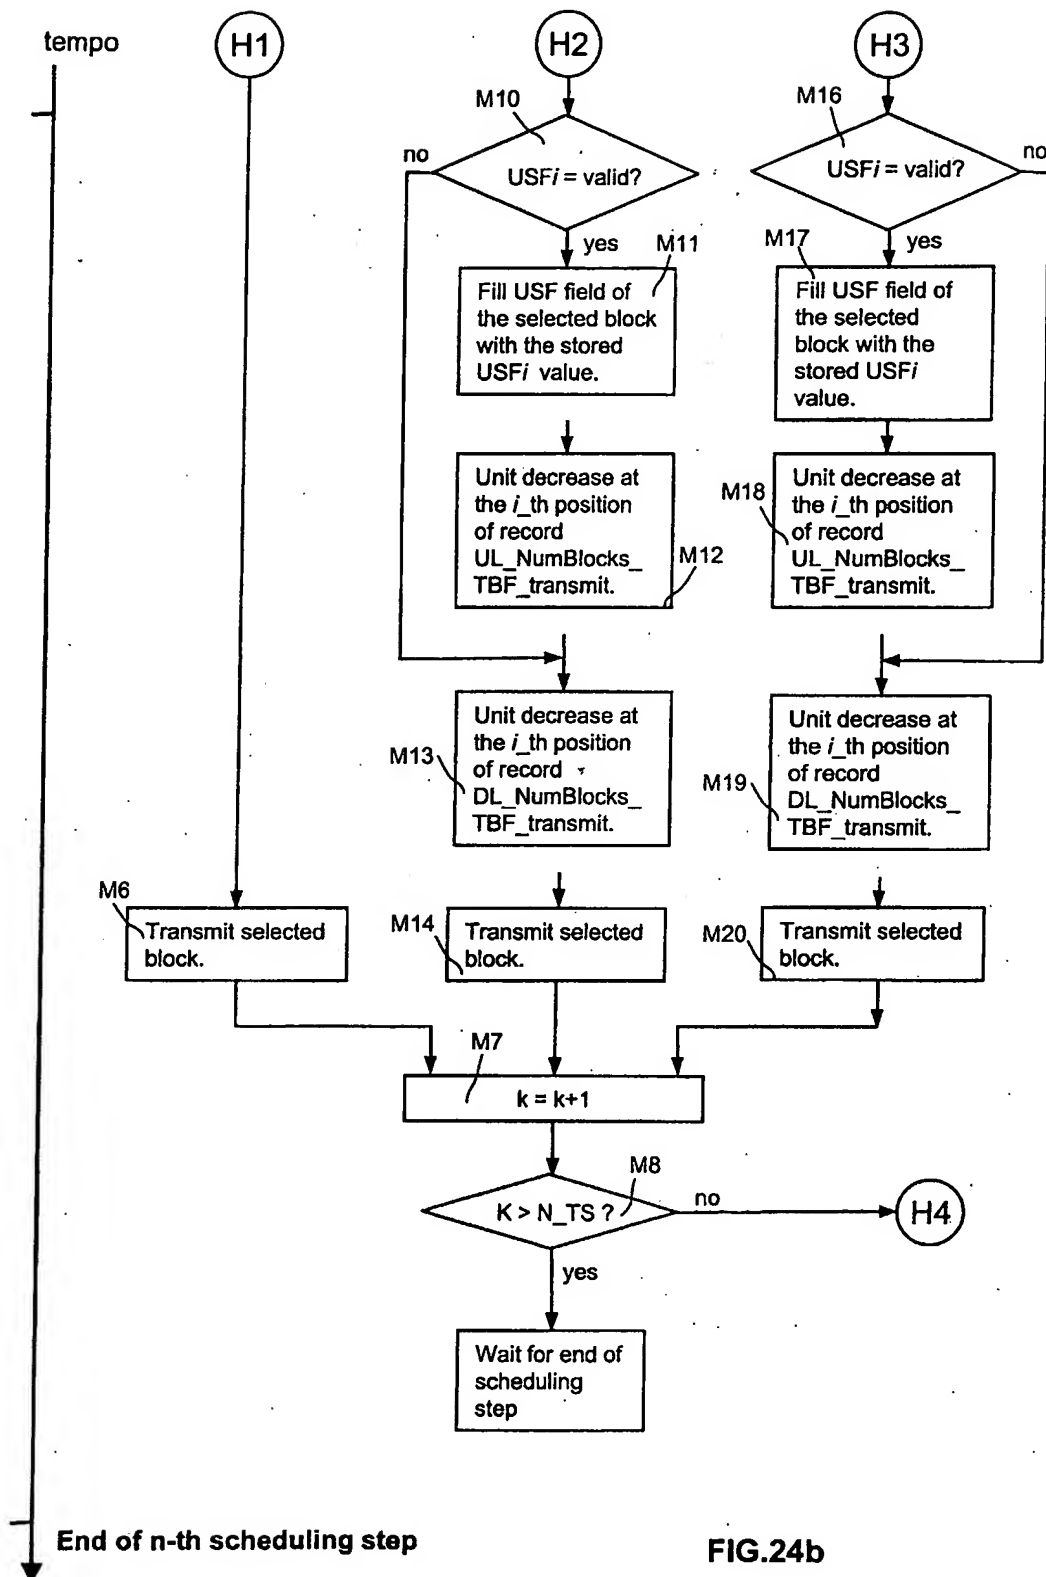 tempo
H1
H2
H3
M10
M16
no
USFi = valid?
USFi = valid?
no
yes
M11
M17
yes
Fill USF field of
the selected block
with the stored
USFi value.
Fill USF field of
the selected
block with the
stored USFi
value.
Unit decrease at
the i_th position
of record
UL_NumBlocks_
TBF_transmit.
M12
M18
Unit decrease at
the i_th position
of record
UL_NumBlocks_
TBF_transmit.
M13
Unit decrease at
the i_th position
of record
DL_NumBlocks_
TBF_transmit.
M19
Unit decrease at
the i_th position
of record
DL_NumBlocks_
TBF_transmit.
M6
Transmit selected
block.
M14
Transmit selected
block.
M20
Transmit selected
block.
M7
k = k+1
M8
K > N_TS ?
no
H4
yes
Wait for end of
scheduling
step
End of n-th scheduling step
FIG.24b